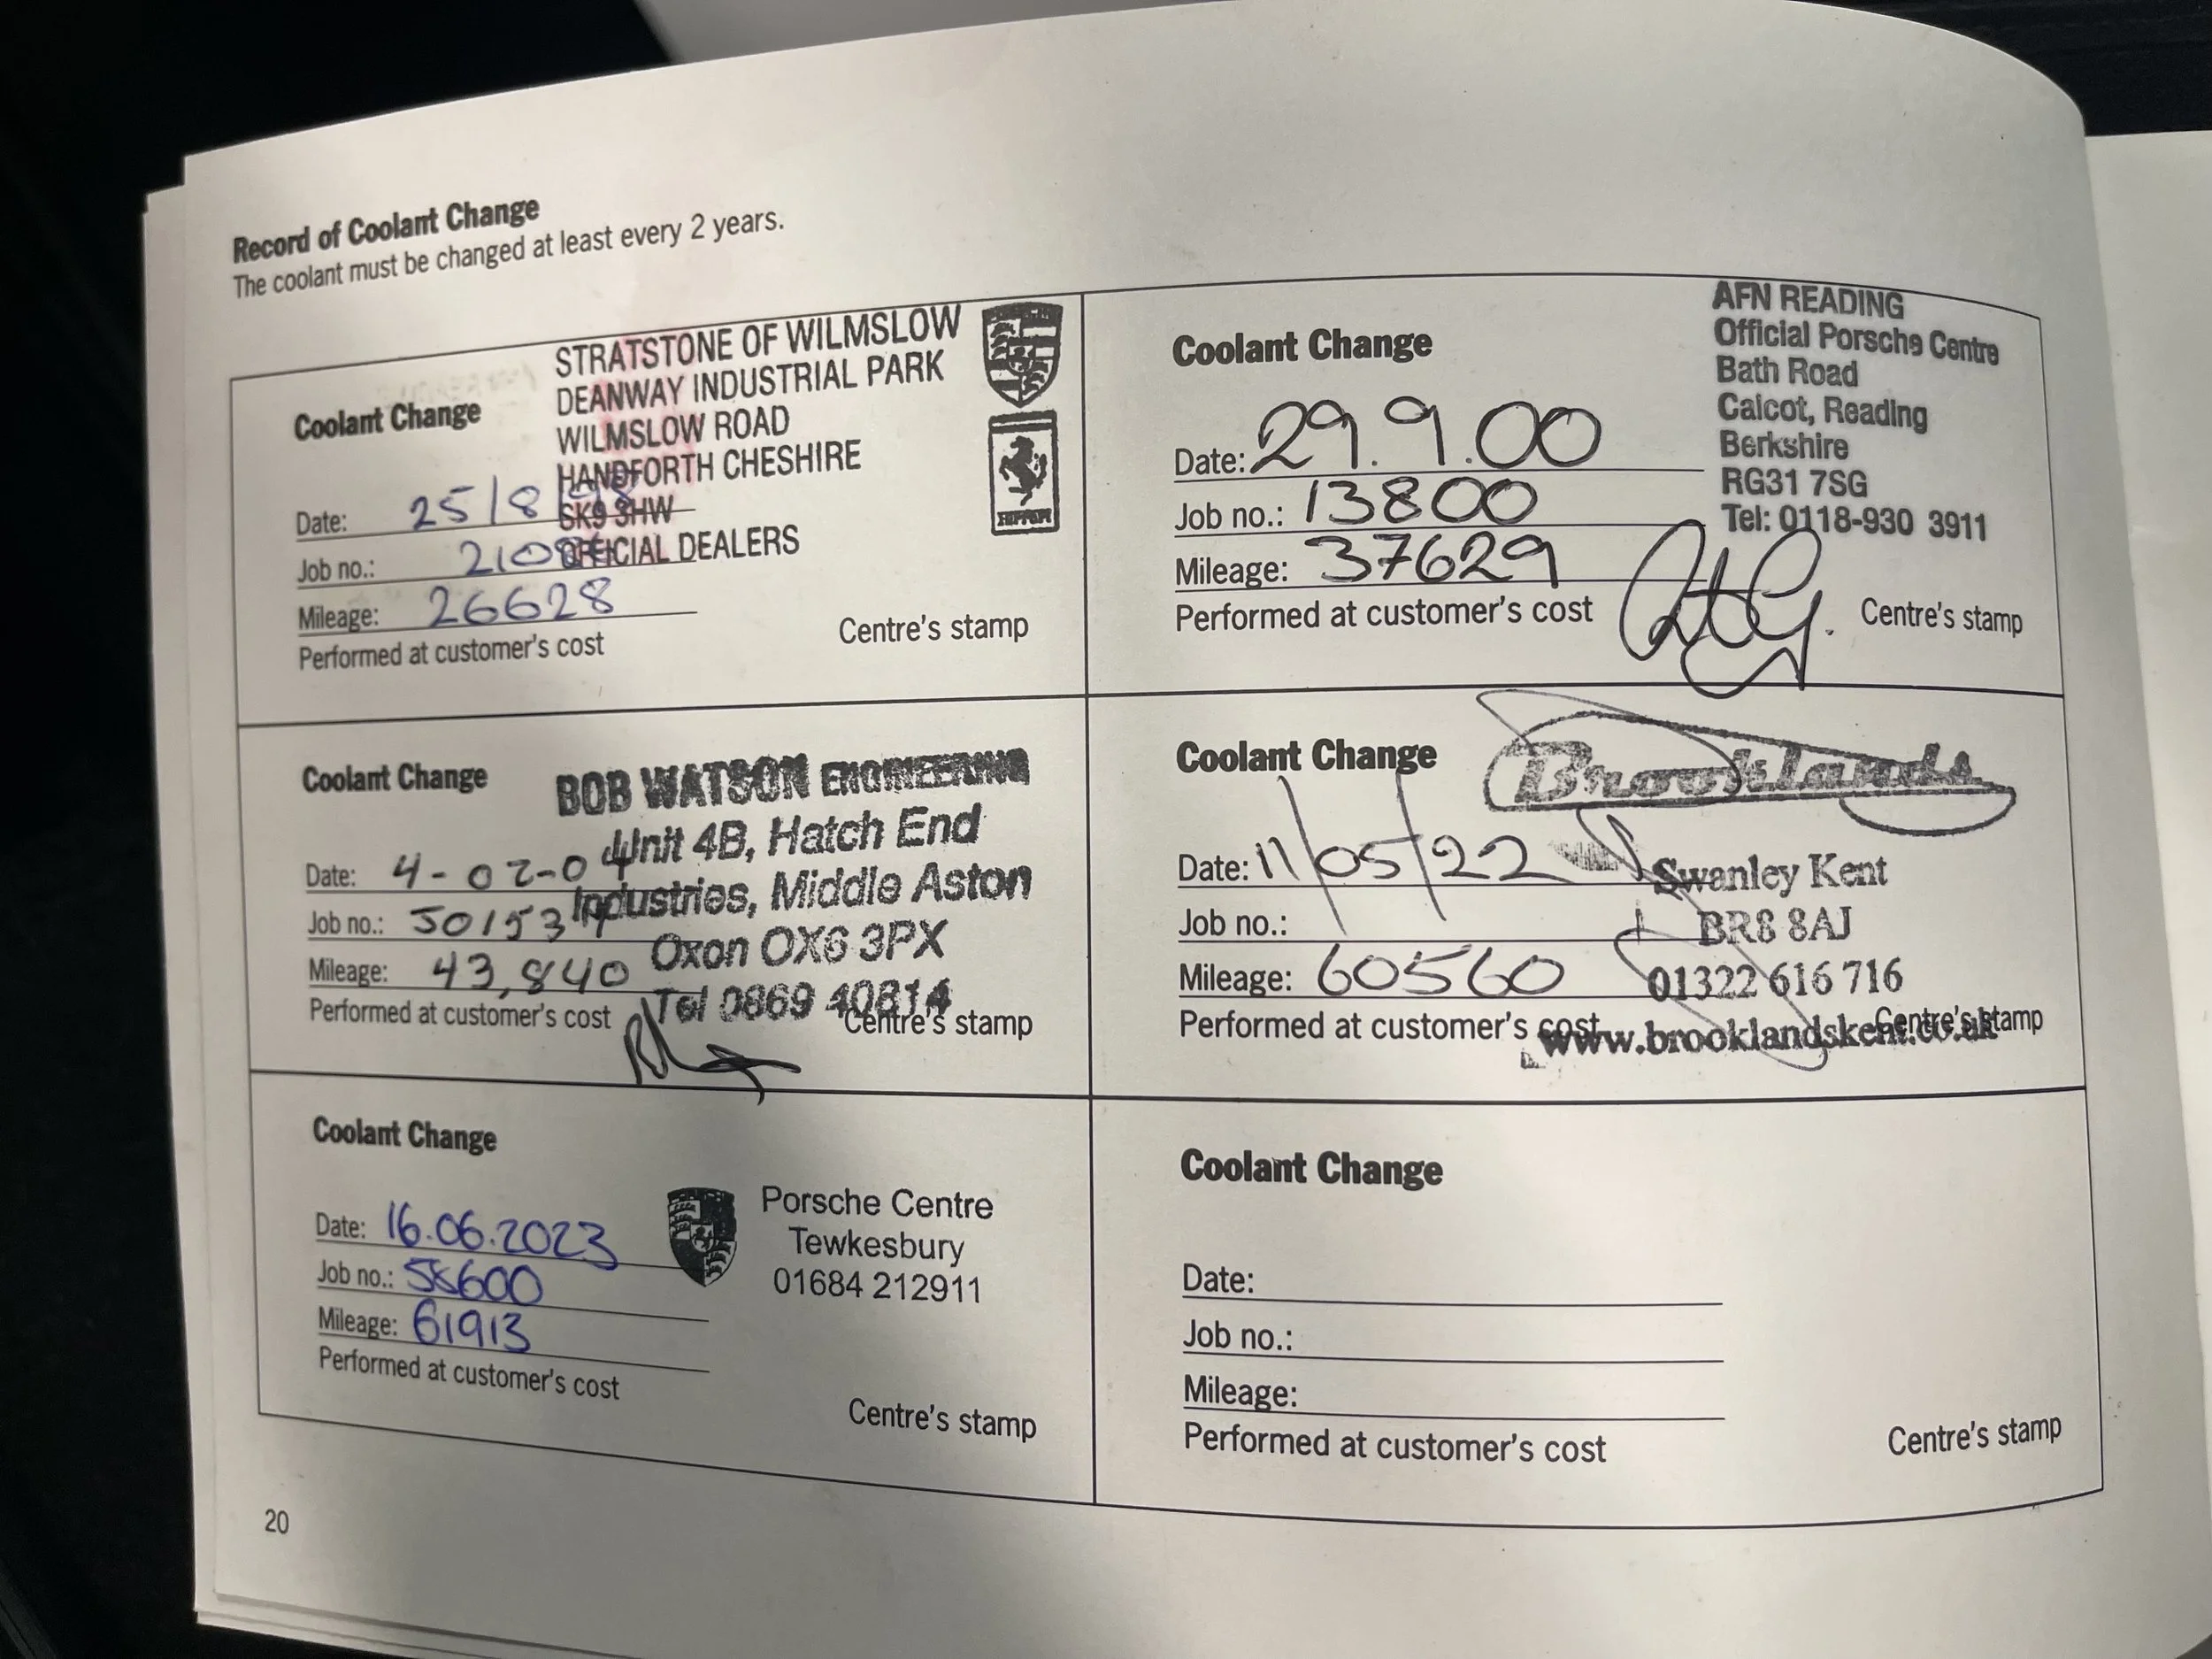 Record of Coolant Change
The coolant must be changed at least every 2 years.
Coolant Change
STRATSTONE OF WILMSLOW
DEANWAY INDUSTRIAL PARK
WILMSLOW ROAD
HANDFORTH CHESHIRE
SK9 3HW
OFFICIAL DEALERS
Ferrari
Date: 25/8/98
Job no.:
Mileage: 26628
Performed at customer's cost
Centre's stamp
Coolant Change
AFN READING
Official Porsche Centre
Bath Road
Calcot, Reading
Berkshire
RG31 7SG
Tel: 0118-930 3911
Date: 29.9.00
Job no.: 13800
Mileage: 37629
Performed at customer's cost
Centre's stamp
Coolant Change
BOB WATSON ENGINEERING
Unit 4B, Hatch End
Industries, Middle Aston
Oxon OX6 3PX
Tel 0869 40814
Date: 4-02-04
Job no.:
Mileage: 43,840
Performed at customer's cost
Centre's stamp
Coolant Change
Brooklands
Swanley Kent
BR8 8AJ
01322 616 716
www.brooklandskent.co.uk
Date: 11/05/22
Job no.:
Mileage: 60560
Performed at customer's cost
Centre's stamp
Coolant Change
Porsche Centre
Tewkesbury
01684 212911
Date: 16.06.2023
Job no.:
Mileage: 61913
Performed at customer's cost
Centre's stamp
Coolant Change
Date:
Job no.:
Mileage:
Performed at customer's cost
Centre's stamp
20